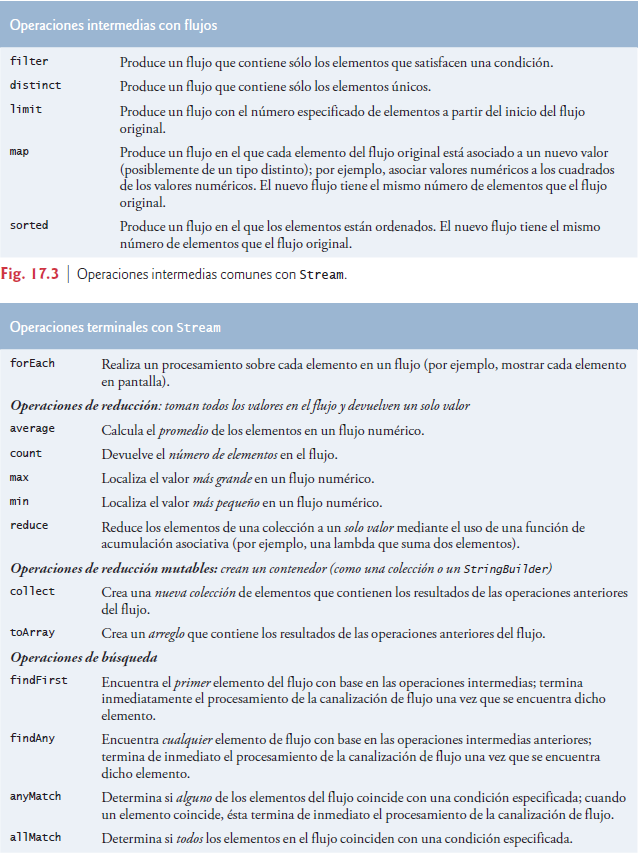 Operaciones intermedias con flujos
filter Produce un flujo que contiene sólo los elementos que satisfacen una condición.
distinct Produce un flujo que contiene sólo los elementos únicos.
limit Produce un flujo con el número especificado de elementos a partir del inicio del flujo
original.
map Produce un flujo en el que cada elemento del flujo original está asociado a un nuevo valor
(posiblemente de un tipo distinto); por ejemplo, asociar valores numéricos a los cuadrados
de los valores numéricos. El nuevo flujo tiene el mismo número de elementos que el flujo
original.
sorted Produce un flujo en el que los elementos están ordenados. El nuevo flujo tiene el mismo
número de elementos que el flujo original.
Fig. 17.3 | Operaciones intermedias comunes con Stream.
Operaciones terminales con Stream
forEach Realiza un procesamiento sobre cada elemento en un flujo (por ejemplo, mostrar cada elemento
en pantalla).
Operaciones de reducción: toman todos los valores en el flujo y devuelven un solo valor
average Calcula el promedio de los elementos en un flujo numérico.
count Devuelve el número de elementos en el flujo.
max Localiza el valor más grande en un flujo numérico.
min Localiza el valor más pequeño en un flujo numérico.
reduce Reduce los elementos de una colección a un solo valor mediante el uso de una función de
acumulación asociativa (por ejemplo, una lambda que suma dos elementos).
Operaciones de reducción mutables: crean un contenedor (como una colección o un StringBuilder)
collect Crea una nueva colección de elementos que contienen los resultados de las operaciones anteriores
del flujo.
toArray Crea un arreglo que contiene los resultados de las operaciones anteriores del flujo.
Operaciones de búsqueda
findFirst Encuentra el primer elemento del flujo con base en las operaciones intermedias; termina
inmediatamente el procesamiento de la canalización de flujo una vez que se encuentra dicho
elemento.
findAny Encuentra cualquier elemento de flujo con base en las operaciones intermedias anteriores;
termina de inmediato el procesamiento de la canalización de flujo una vez que se encuentra
dicho elemento.
anyMatch Determina si alguno de los elementos del flujo coincide con una condición especificada; cuando
un elemento coincide, ésta termina de inmediato el procesamiento de la canalización de flujo.
allMatch Determina si todos los elementos en el flujo coinciden con una condición especificada.